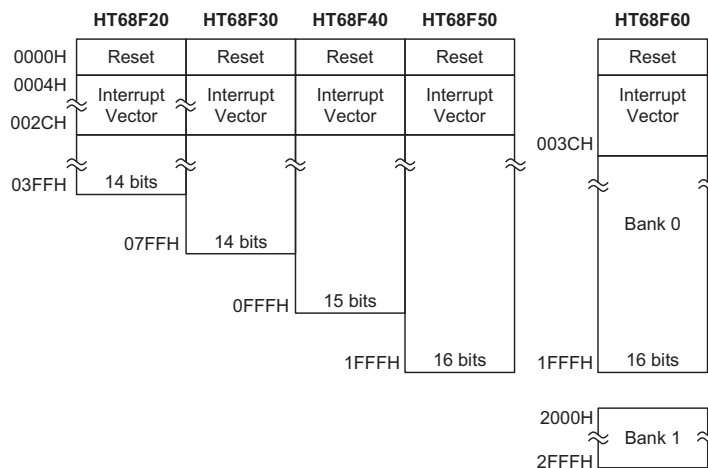 HT68F20 HT68F30 HT68F40 HT68F50 HT68F60
0000H Reset Reset Reset Reset Reset
0004H
Interrupt Vector Interrupt Vector Interrupt Vector Interrupt Vector Interrupt Vector
002CH
003CH
03FFH 14 bits
Bank 0
07FFH 14 bits
0FFFH 15 bits
1FFFH 16 bits 1FFFH 16 bits
2000H
Bank 1
2FFFH